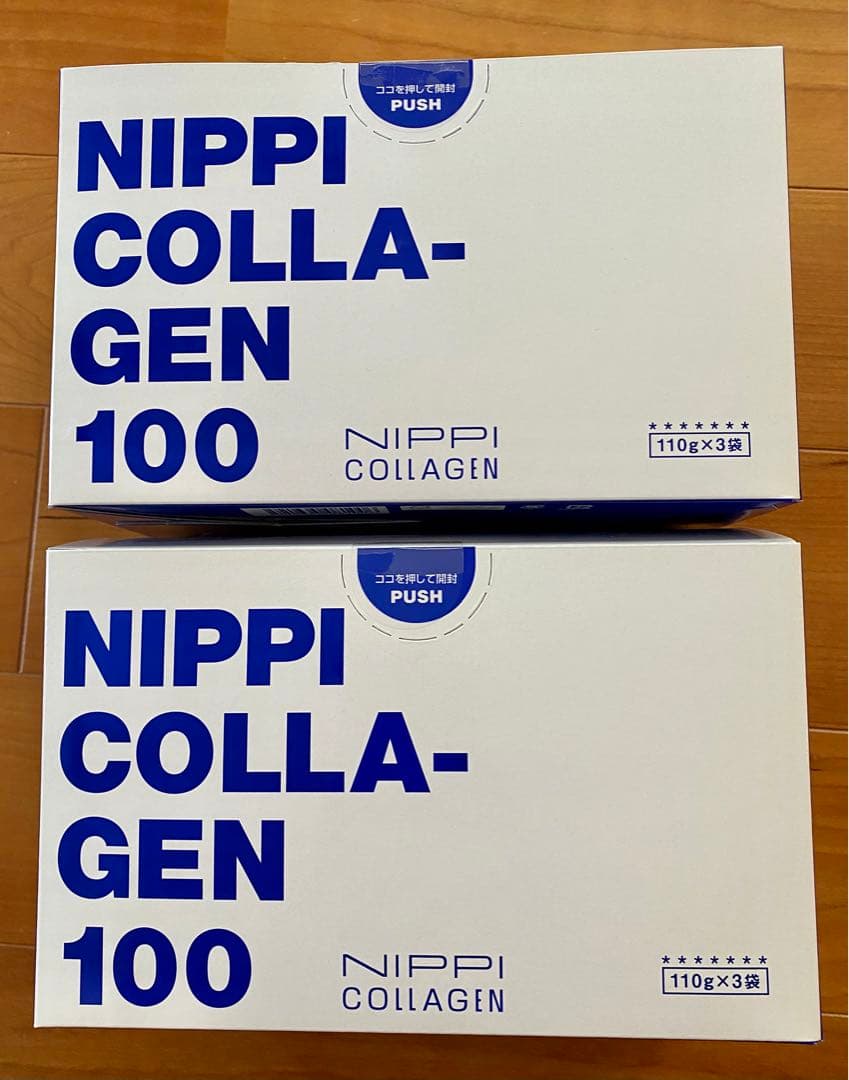 ココを押して開封
PUSH
NIPPI
COLLA-
GEN
100
NIPPI
COLLAGEN
*******
110g×3袋
ココを押して開封
PUSH
NIPPI
COLLA-
GEN
100
NIPPI
COLLAGEN
*******
110g×3袋